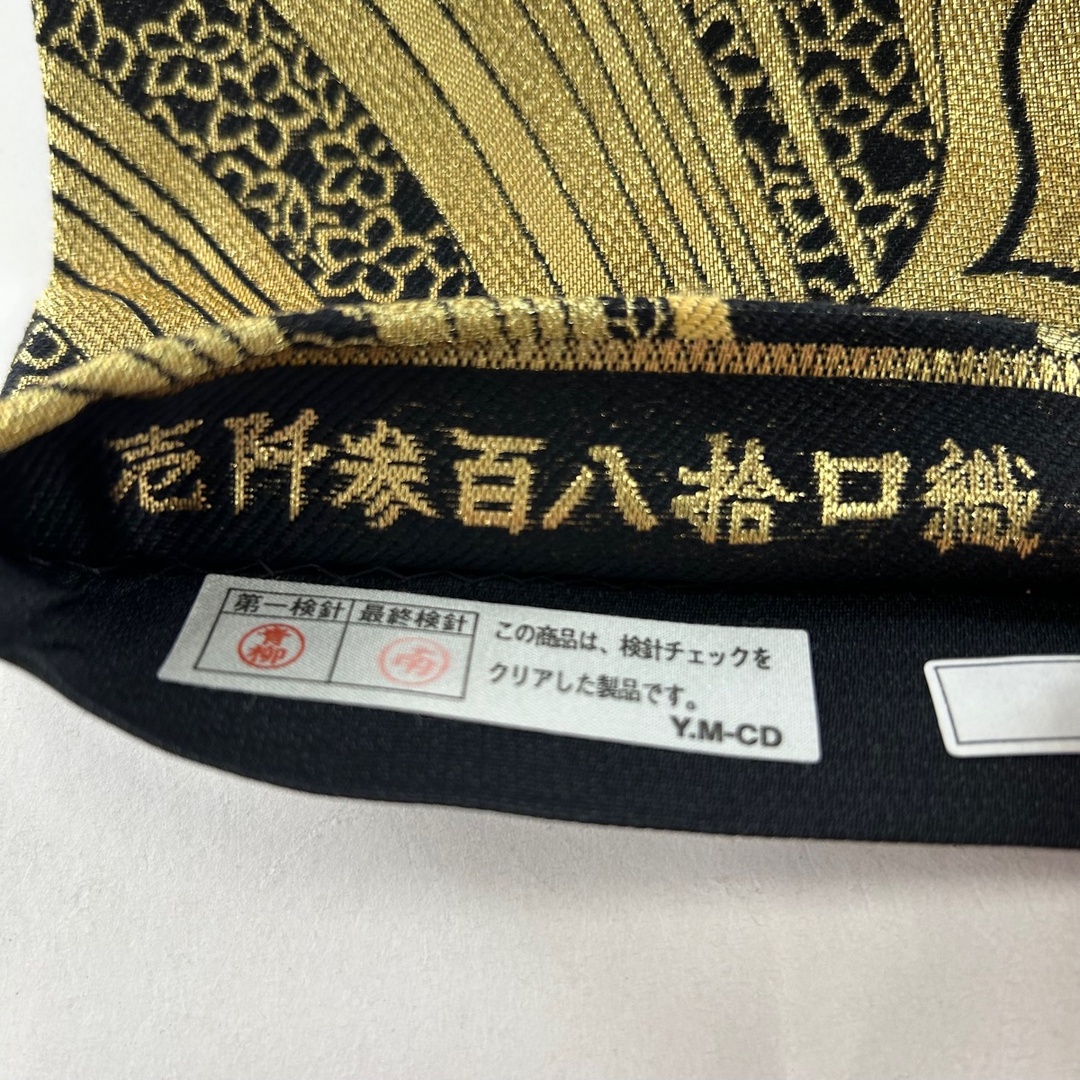 壱阡参百八拾口織
第一検針 最終検針
青柳
この商品は、検針チェックを
クリアした製品です。
Y.M-CD